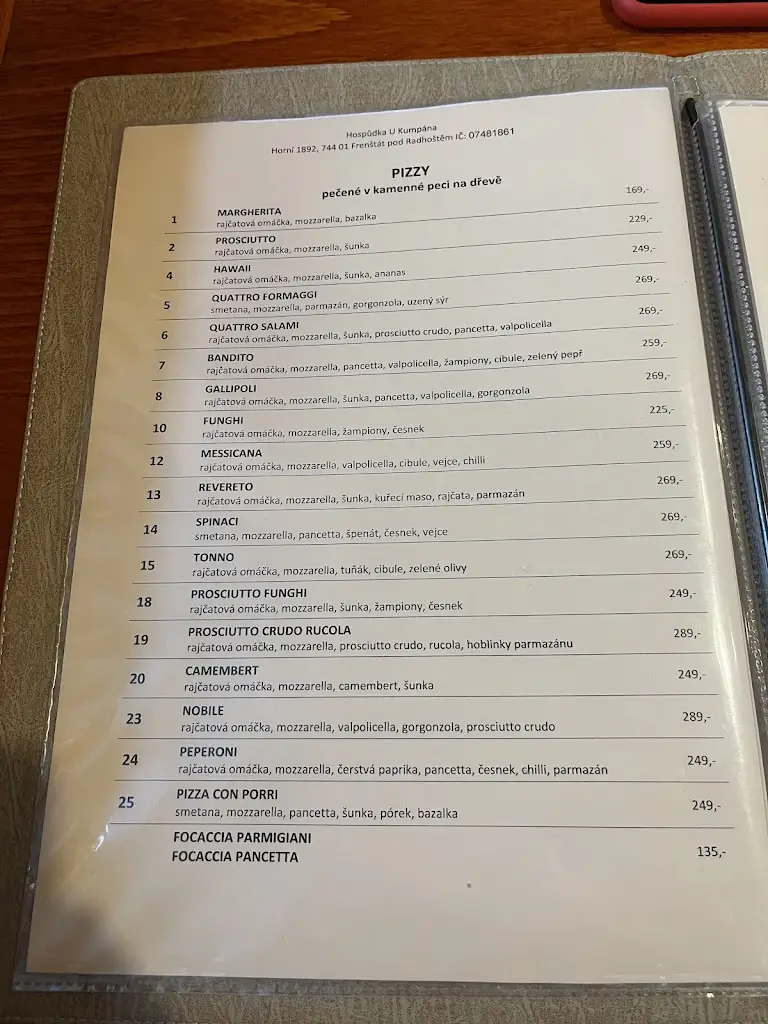 Hospůdka U Kumpána
Horní 1892, 744 01 Frenštát pod Radhoštěm IČ: 07481861
PIZZY
pečené v kamenné peci na dřevě
1 MARGHERITA 169,-
rajčatová omáčka, mozzarella, bazalka
2 PROSCIUTTO 229,-
rajčatová omáčka, mozzarella, šunka
4 HAWAII 249,-
rajčatová omáčka, mozzarella, šunka, ananas
5 QUATTRO FORMAGGI 269,-
smetana, mozzarella, parmazán, gorgonzola, uzený sýr
6 QUATTRO SALAMI 269,-
rajčatová omáčka, mozzarella, šunka, prosciutto crudo, pancetta, valpolicella
7 BANDITO 259,-
rajčatová omáčka, mozzarella, pancetta, valpolicella, žampiony, cibule, zelený pepř
8 GALLIPOLI 269,-
rajčatová omáčka, mozzarella, šunka, pancetta, valpolicella, gorgonzola
10 FUNGHI 225,-
rajčatová omáčka, mozzarella, žampiony, česnek
12 MESSICANA 259,-
rajčatová omáčka, mozzarella, valpolicella, cibule, vejce, chilli
13 REVERETO 269,-
rajčatová omáčka, mozzarella, šunka, kuřecí maso, rajčata, parmazán
14 SPINACI 269,-
smetana, mozzarella, pancetta, špenát, česnek, vejce
15 TONNO 269,-
rajčatová omáčka, mozzarella, tuňák, cibule, zelené olivy
18 PROSCIUTTO FUNGHI 249,-
rajčatová omáčka, mozzarella, šunka, žampiony, česnek
19 PROSCIUTTO CRUDO RUCOLA 289,-
rajčatová omáčka, mozzarella, prosciutto crudo, rucola, hoblinky parmazánu
20 CAMEMBERT 249,-
rajčatová omáčka, mozzarella, camembert, šunka
23 NOBILE 289,-
rajčatová omáčka, mozzarella, valpolicella, gorgonzola, prosciutto crudo
24 PEPERONI 249,-
rajčatová omáčka, mozzarella, čerstvá paprika, pancetta, česnek, chilli, parmazán
25 PIZZA CON PORRI 249,-
smetana, mozzarella, pancetta, šunka, pórek, bazalka
FOCACCIA PARMIGIANI
FOCACCIA PANCETTA 135,-